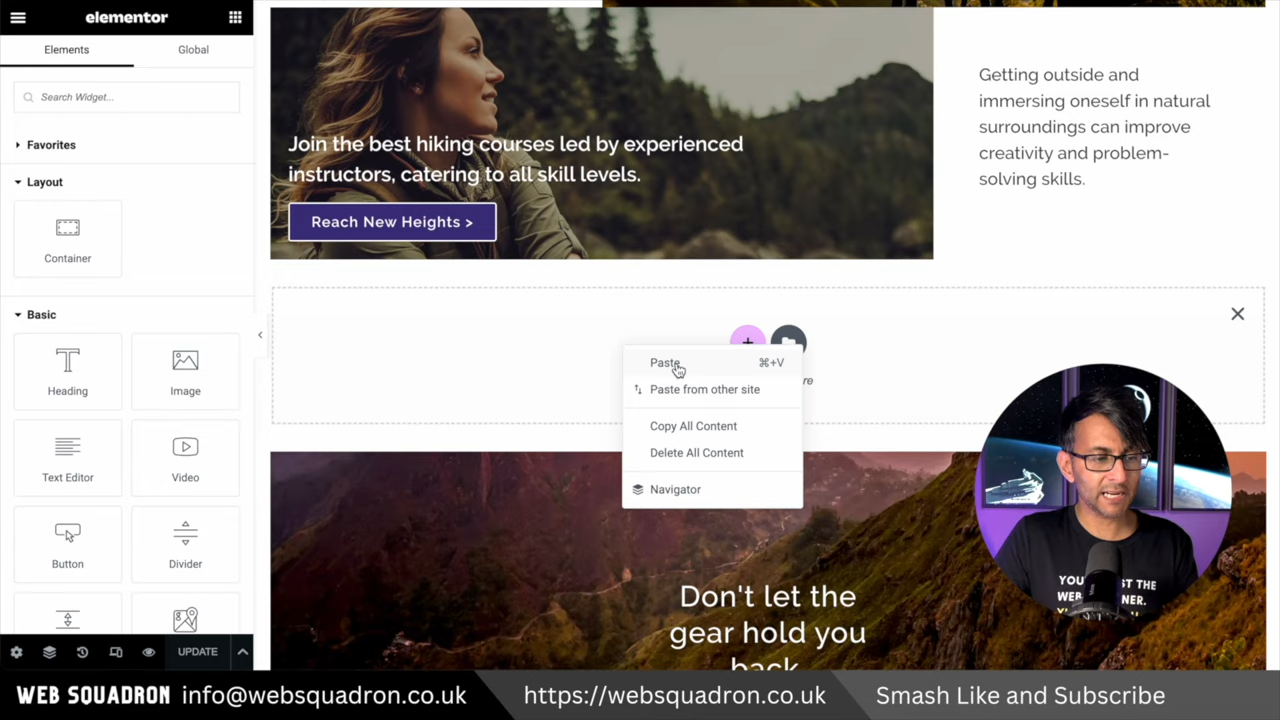 elementor
Elements
Global
Search Widget...
Favorites
Layout
Container
Basic
Heading
Image
Text Editor
Video
Button
Divider
UPDATE
Join the best hiking courses led by experienced
instructors, catering to all skill levels.
Reach New Heights >
Getting outside and
immersing oneself in natural
surroundings can improve
creativity and problem-
solving skills.
Paste ⌘+V
Paste from other site
Copy All Content
Delete All Content
Navigator
Don't let the
gear hold you
back
WEB SQUADRON info@websquadron.co.uk
https://websquadron.co.uk
Smash Like and Subscribe